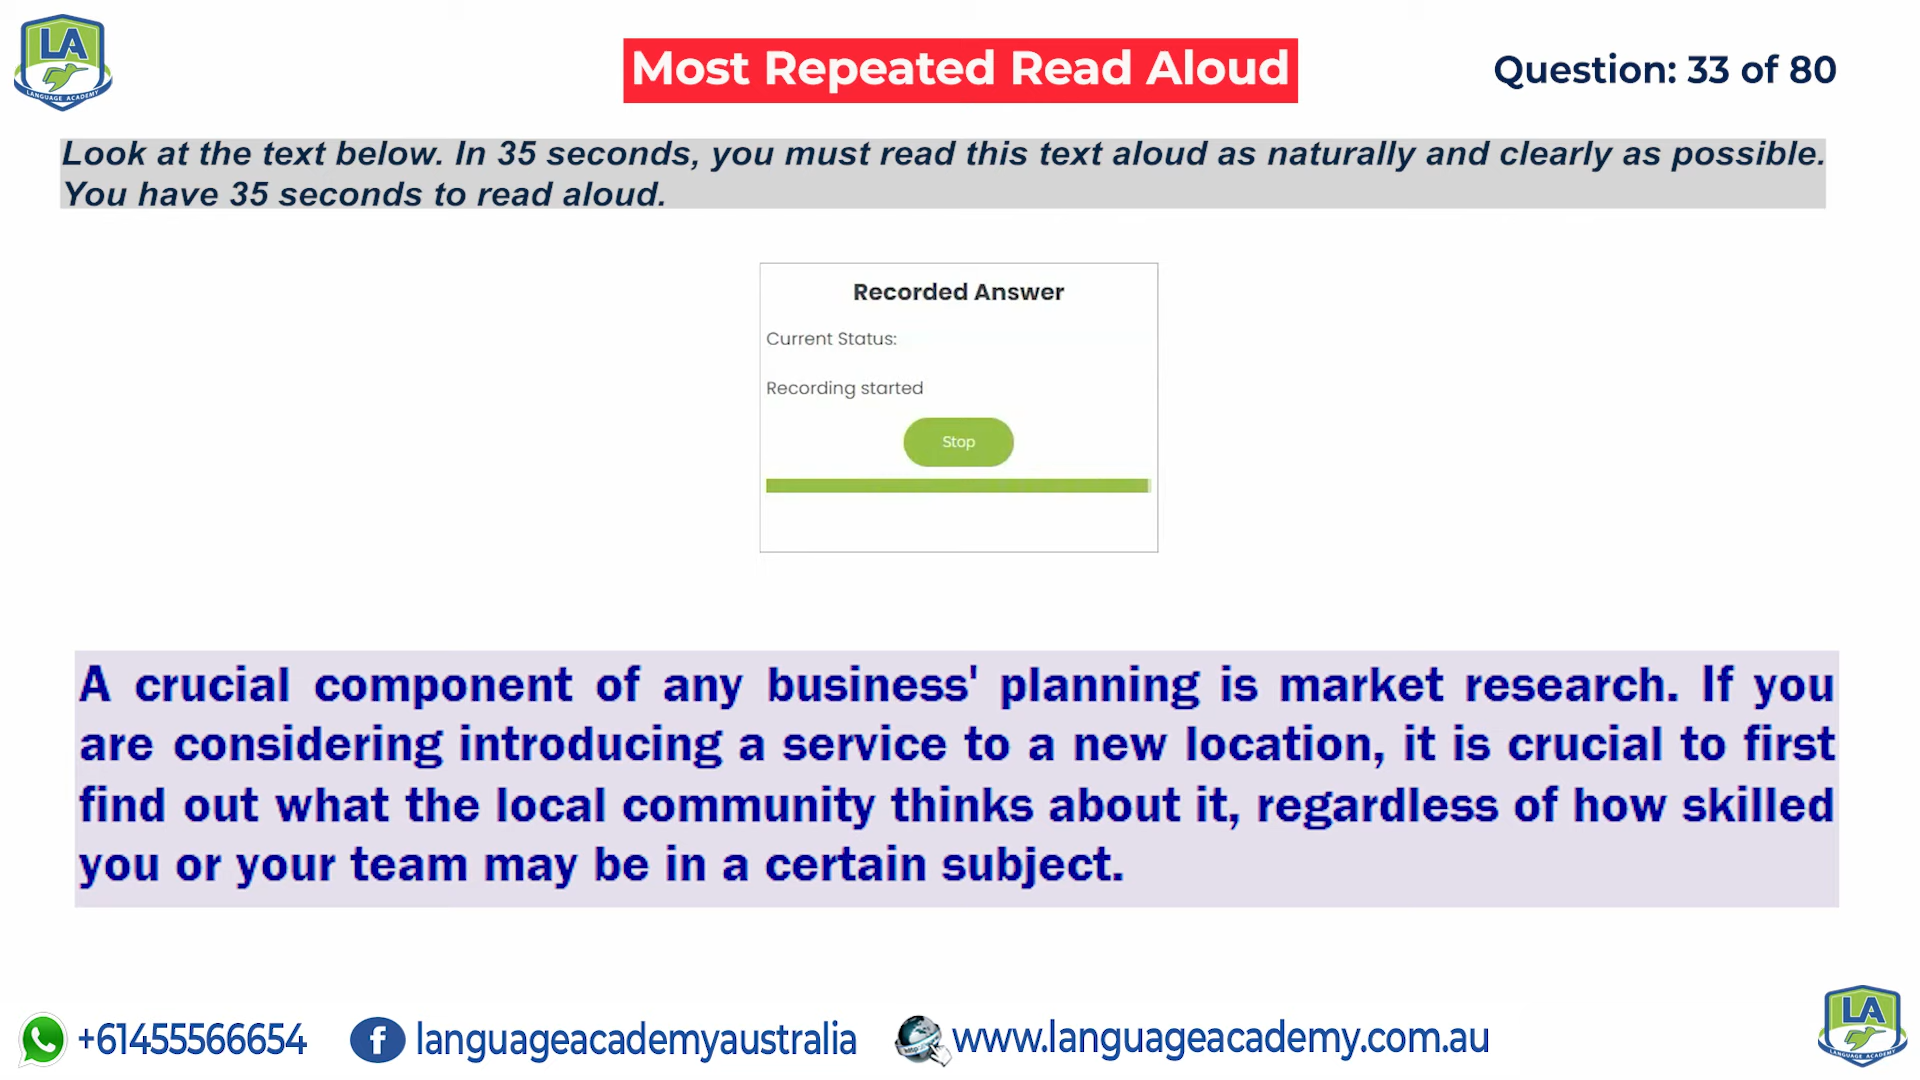 LA
LANGUAGE ACADEMY
Most Repeated Read Aloud
Question: 33 of 80
Look at the text below. In 35 seconds, you must read this text aloud as naturally and clearly as possible.
You have 35 seconds to read aloud.
Recorded Answer
Current Status:
Recording started
Stop
A crucial component of any business' planning is market research. If you
are considering introducing a service to a new location, it is crucial to first
find out what the local community thinks about it, regardless of how skilled
you or your team may be in a certain subject.
+61455566654
f
languageacademyaustralia
http
www.languageacademy.com.au
LA
LANGUAGE ACADEMY